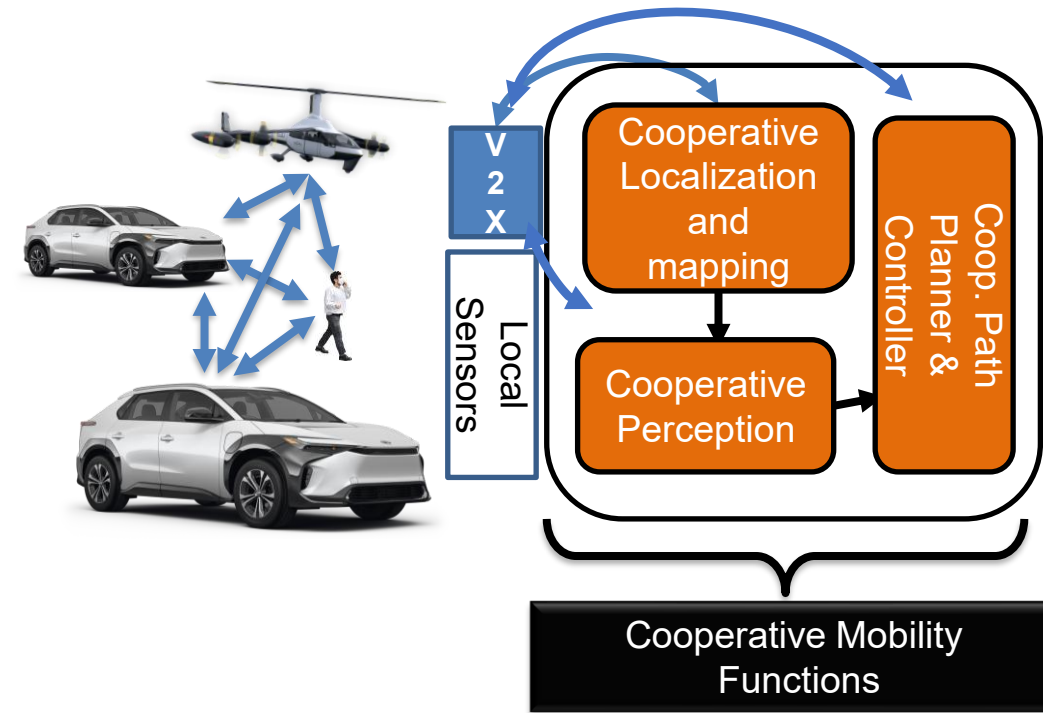 V
2
X
Local
Sensors
Cooperative
Localization
and
mapping
Cooperative
Perception
Coop. Path
Planner &
Controller
Cooperative Mobility
Functions